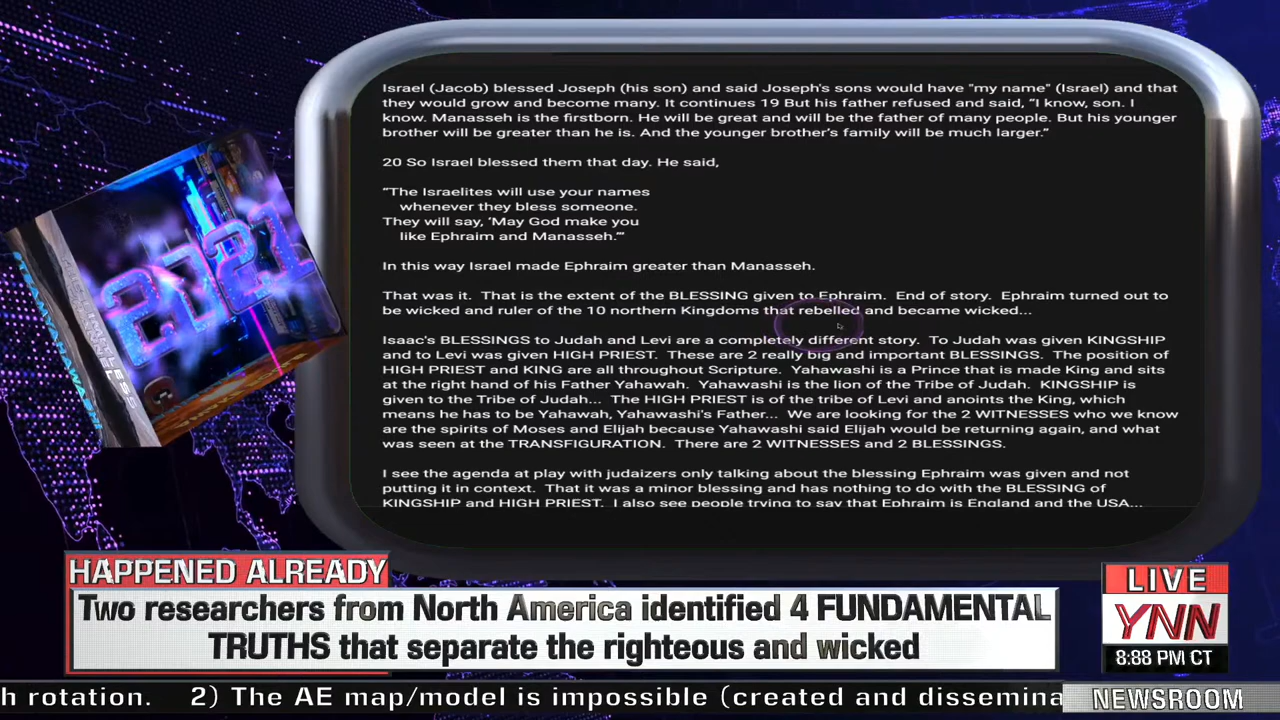 Israel (Jacob) blessed Joseph (his son) and said Joseph's sons would have "my name" (Israel) and that
they would grow and become many. It continues 19 But his father refused and said, “I know, son. I
know. Manasseh is the firstborn. He will be great and will be the father of many people. But his younger
brother will be greater than he is. And the younger brother’s family will be much larger.”
20 So Israel blessed them that day. He said,
“The Israelites will use your names
whenever they bless someone.
They will say, ‘May God make you
like Ephraim and Manasseh.’”
In this way Israel made Ephraim greater than Manasseh.
That was it. That is the extent of the BLESSING given to Ephraim. End of story. Ephraim turned out to
be wicked and ruler of the 10 northern Kingdoms that rebelled and became wicked...
Isaac's BLESSINGS to Judah and Levi are a completely different story. To Judah was given KINGSHIP
and to Levi was given HIGH PRIEST. These are 2 really big and important BLESSINGS. The position of
HIGH PRIEST and KING are all throughout Scripture. Yahawashi is a Prince that is made King and sits
at the right hand of his Father Yahawah. Yahawashi is the lion of the Tribe of Judah. KINGSHIP is
given to the Tribe of Judah... The HIGH PRIEST is of the tribe of Levi and anoints the King, which
means he has to be Yahawah, Yahawashi's Father... We are looking for the 2 WITNESSES who we know
are the spirits of Moses and Elijah because Yahawashi said Elijah would be returning again, and what
was seen at the TRANSFIGURATION. There are 2 WITNESSES and 2 BLESSINGS.
I see the agenda at play with judaizers only talking about the blessing Ephraim was given and not
putting it in context. That it was a minor blessing and has nothing to do with the BLESSING of
KINGSHIP and HIGH PRIEST. I also see people trying to say that Ephraim is England and the USA...
2021
HAPPENED ALREADY
Two researchers from North America identified 4 FUNDAMENTAL
TRUTHS that separate the righteous and wicked
LIVE
YNN
8:88 PM CT
h rotation. 2) The AE map/model is impossible (created and dissemina
NEWSROOM